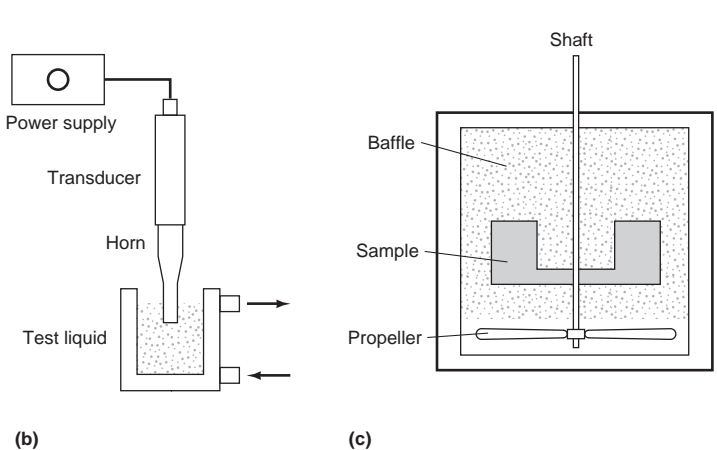 Power supply
Transducer
Horn
Test liquid
(b)
Shaft
Baffle
Sample
Propeller
(c)